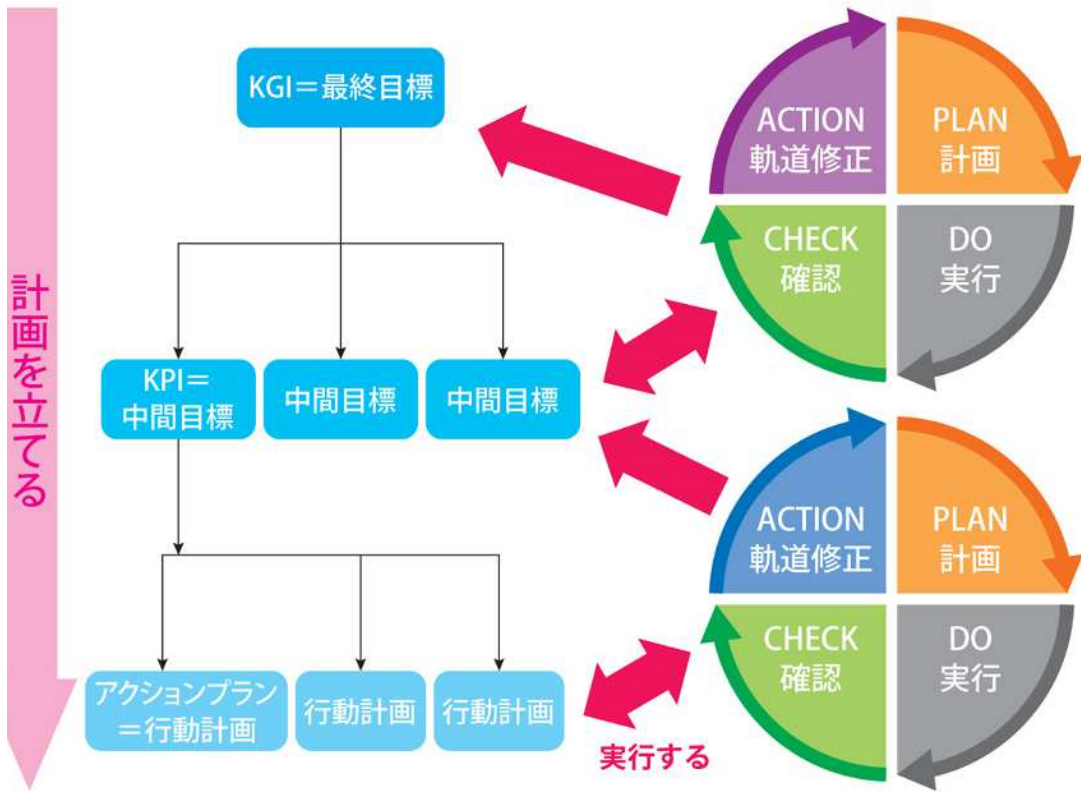 計画を立てる
KGI＝最終目標
KPI＝
中間目標
中間目標
中間目標
アクションプラン
＝行動計画
行動計画
行動計画
実行する
ACTION
軌道修正
PLAN
計画
CHECK
確認
DO
実行
ACTION
軌道修正
PLAN
計画
CHECK
確認
DO
実行